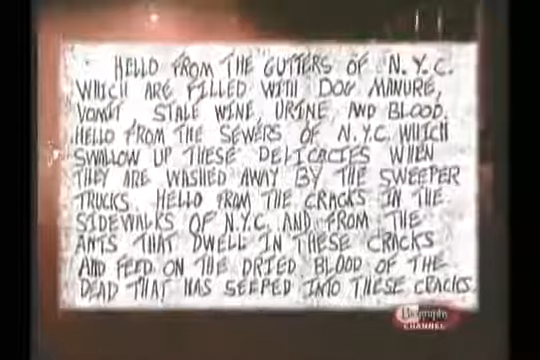 HELLO FROM THE GUTTERS OF N.Y.C.
WHICH ARE FILLED WITH DOG MANURE,
VOMIT, STALE WINE, URINE, AND BLOOD.
HELLO FROM THE SEWERS OF N.Y.C. WHICH
SWALLOW UP THESE DELICACIES WHEN
THEY ARE WASHED AWAY BY THE SWEEPER
TRUCKS. HELLO FROM THE CRACKS IN THE
SIDEWALKS OF N.Y.C. AND FROM THE
ANTS THAT DWELL IN THESE CRACKS
AND FEED ON THE DRIED BLOOD OF THE
DEAD THAT HAS SEEPED INTO THESE CRACKS
Biography
CHANNEL